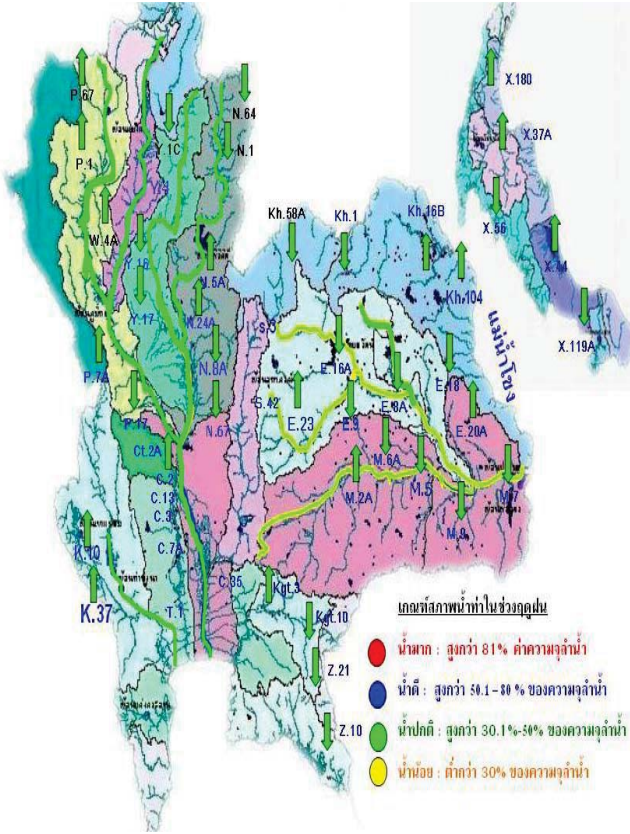 P.67
N.64
X.180
Y.1C
N.1
X.37A
P.1
W.4A
Kh.58A
Kh.1
Kh.16B
X.56
N.5A
Kh.104
แม่น้ำโขง
Y.17
N.24A
X.119A
P.7A
N.8A
E.16A
E.18
S.42
E.8A
P.17
N.67
E.23
E.9
E.20A
Ct.2A
M.6A
C.2
M.2A
M.5
M.7
C.13
C.3
M.9
K.10
C.7A
C.35
Kgt.3
K.37
T.1
Kgt.10
Z.21
Z.10
เกณฑ์สภาพน้ำท่าในช่วงฤดูฝน
น้ำมาก : สูงกว่า 81% ค่าความจุลำน้ำ
น้ำดี : สูงกว่า 50.1 - 80 % ของความจุลำน้ำ
น้ำปกติ : สูงกว่า 30.1%-50% ของความจุลำน้ำ
น้ำน้อย : ต่ำกว่า 30% ของความจุลำน้ำ